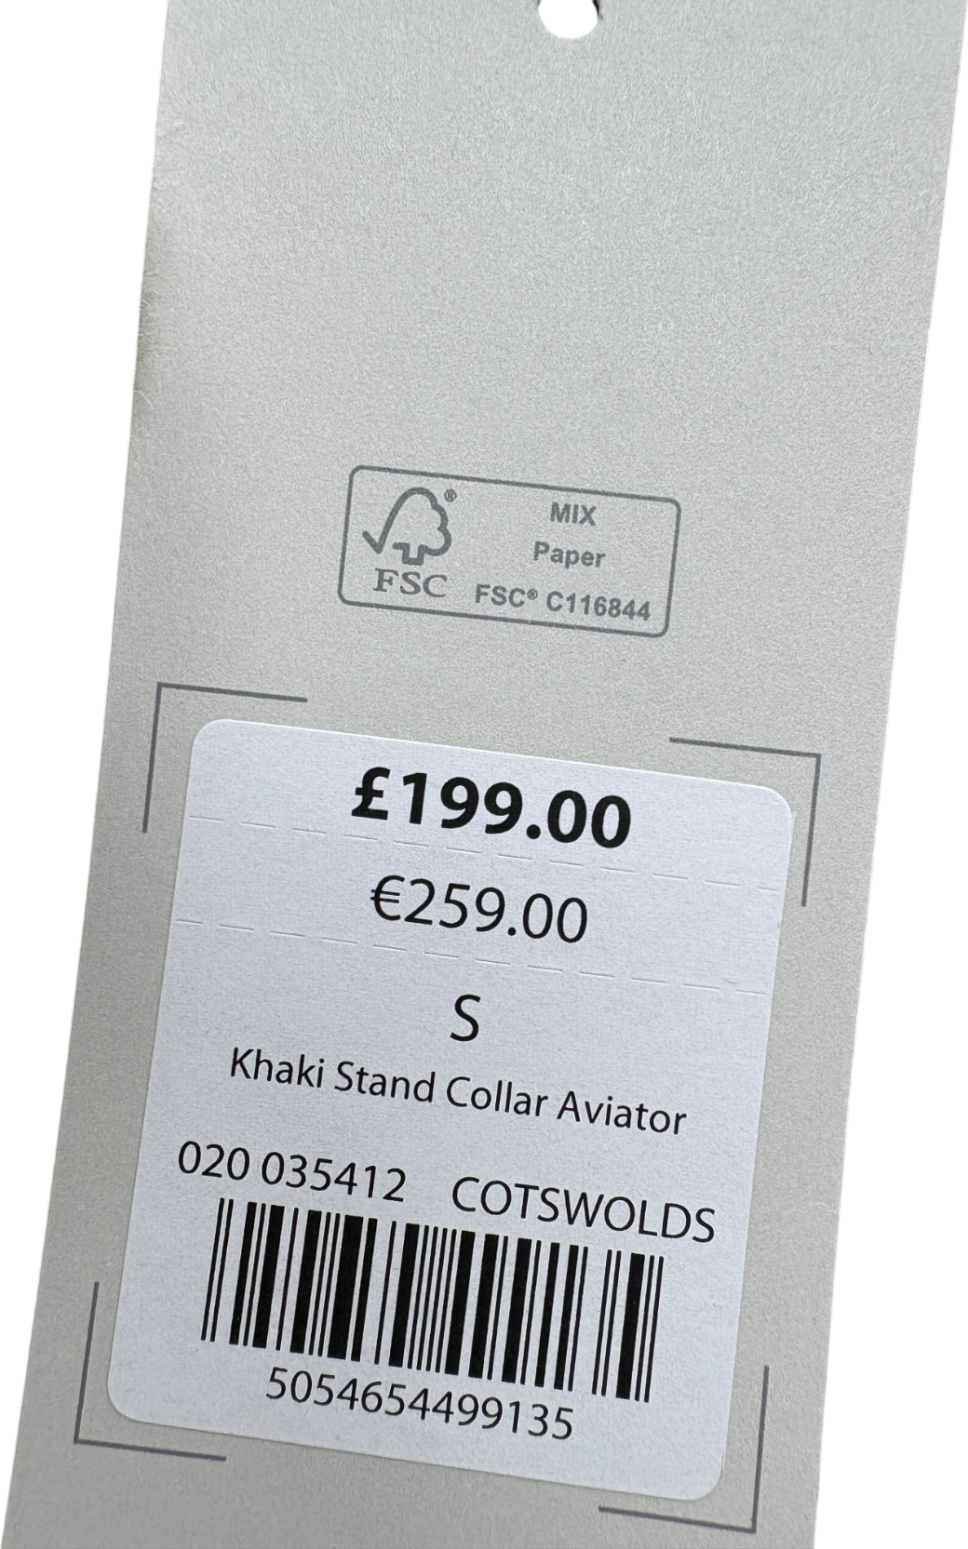 MIX
Paper
FSC® C116844
®
FSC
£199.00
€259.00
S
Khaki Stand Collar Aviator
020 035412 COTSWOLDS
5054654499135